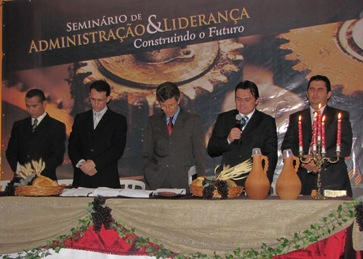 SEMINÁRIO DE
ADMINISTRAÇÃO & LIDERANÇA
Construindo o Futuro